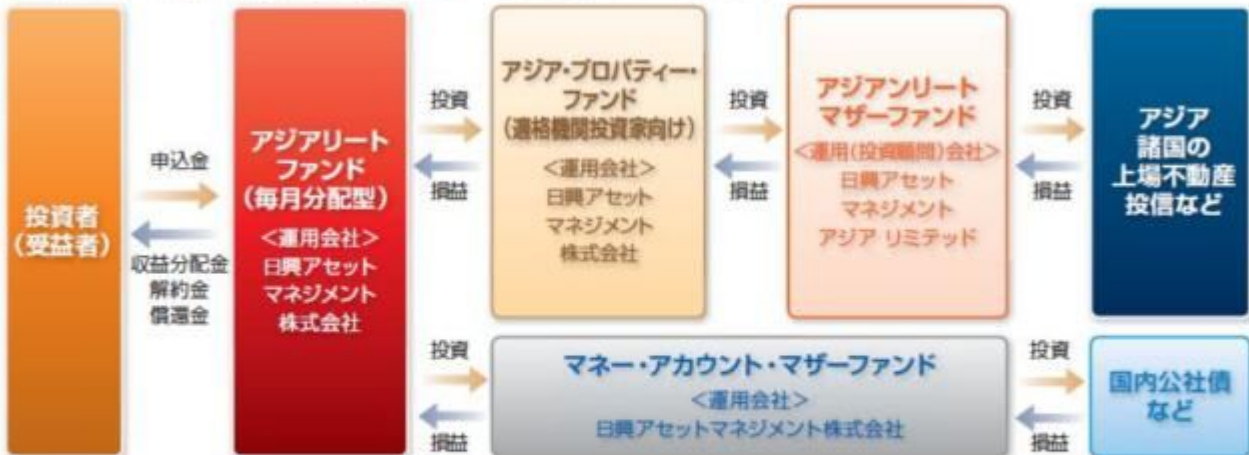 投資者
(受益者)
申込金
収益分配金
解約金
償還金
アジアリート
ファンド
(毎月分配型)
<運用会社>
日興アセット
マネジメント
株式会社
投資
損益
アジア・プロパティー・
ファンド
(適格機関投資家向け)
<運用会社>
日興アセット
マネジメント
株式会社
投資
損益
アジアンリート
マザーファンド
<運用(投資顧問)会社>
日興アセット
マネジメント
アジア リミテッド
投資
損益
アジア
諸国の
上場不動産
投信など
投資
損益
マネー・アカウント・マザーファンド
<運用会社>
日興アセットマネジメント株式会社
投資
損益
国内公社債
など